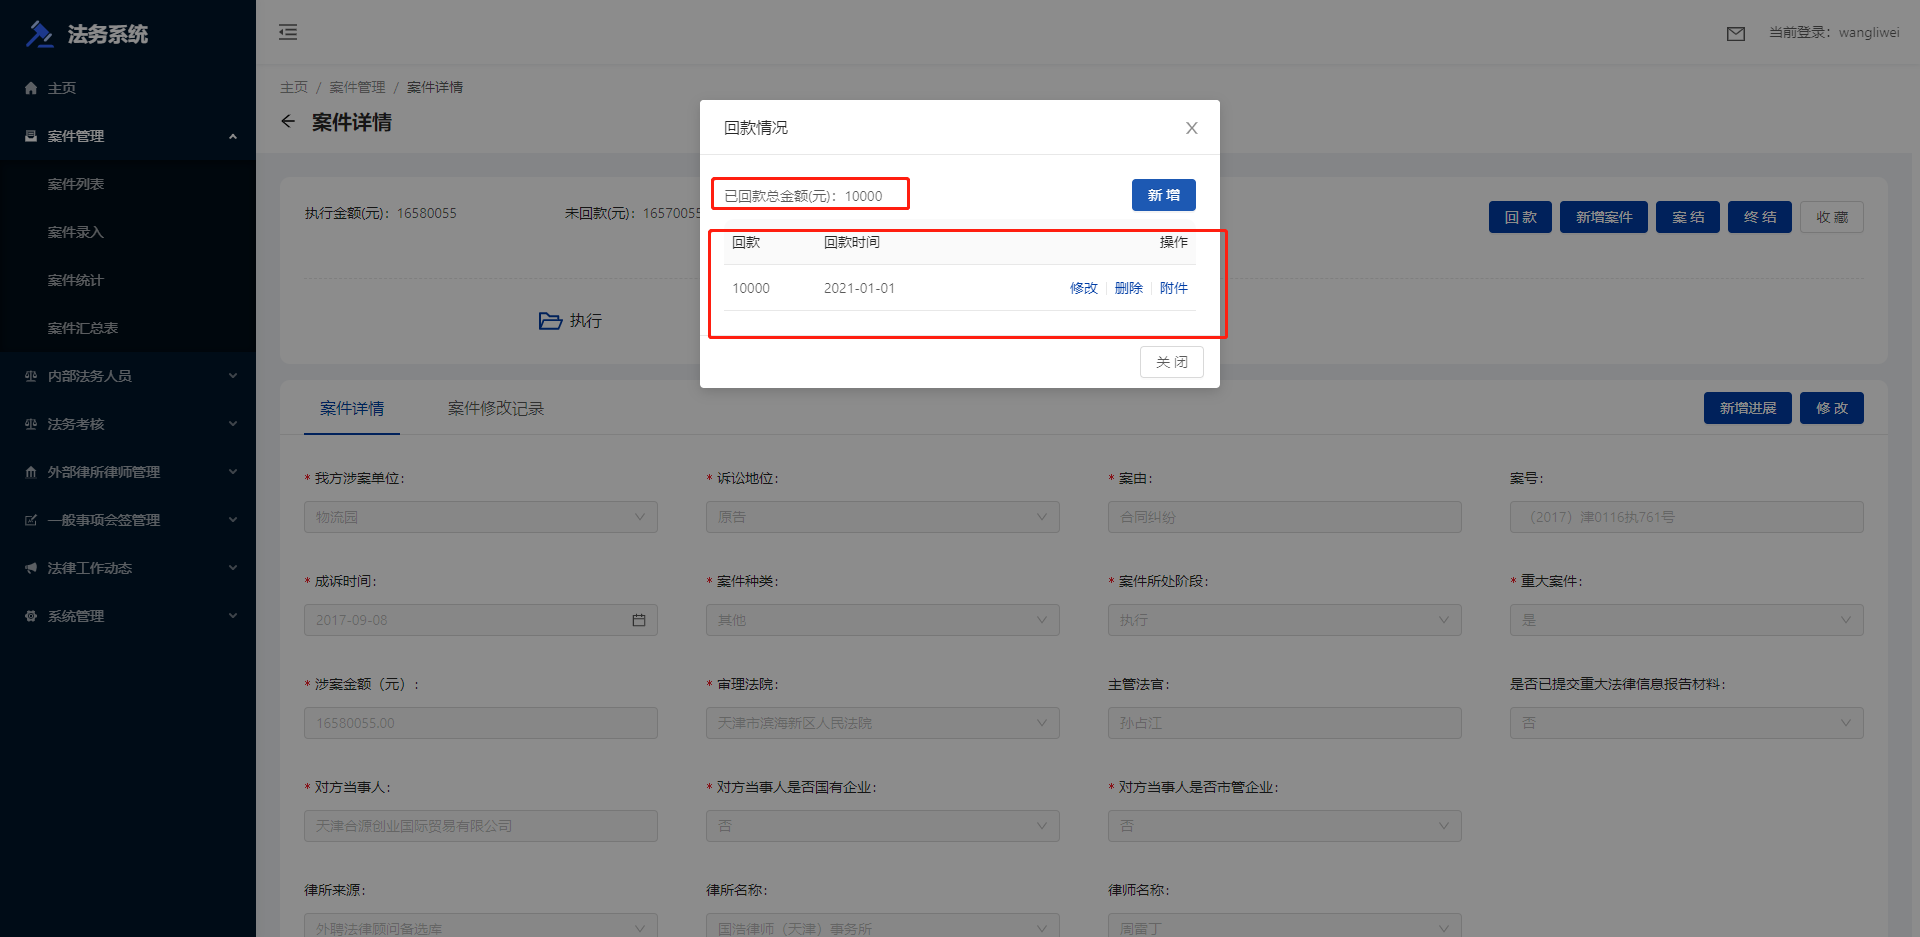 法务系统
当前登录：wangliwei
主页
案件管理
案件列表
案件录入
案件统计
案件汇总表
内部法务人员
法务考核
外部律所律师管理
一般事项会签管理
法律工作动态
系统管理
主页 / 案件管理 / 案件详情
案件详情
执行金额(元)：16580055
未回款(元)：16570055
回 款
新增案件
案 结
终 结
收 藏
执行
回款情况
已回款总金额(元)：10000
新 增
回款 回款时间 操作
10000 2021-01-01 修改 删除 附件
关 闭
案件详情
案件修改记录
新增进展
修 改
* 我方涉案单位: * 诉讼地位: * 案由: 案号:
物流园 原告 合同纠纷 （2017）津0116执761号
* 成诉时间: * 案件种类: * 案件所处阶段: * 重大案件:
2017-09-08 其他 执行 是
* 涉案金额（元）: * 审理法院: 主管法官: 是否已提交重大法律信息报告材料:
16580055.00 天津市滨海新区人民法院 孙占江 否
* 对方当事人: * 对方当事人是否国有企业: * 对方当事人是否市管企业:
天津合源创业国际贸易有限公司 否 否
律所来源: 律所名称: 律师名称:
外聘法律顾问备选库 国浩律师（天津）事务所 周雷丁